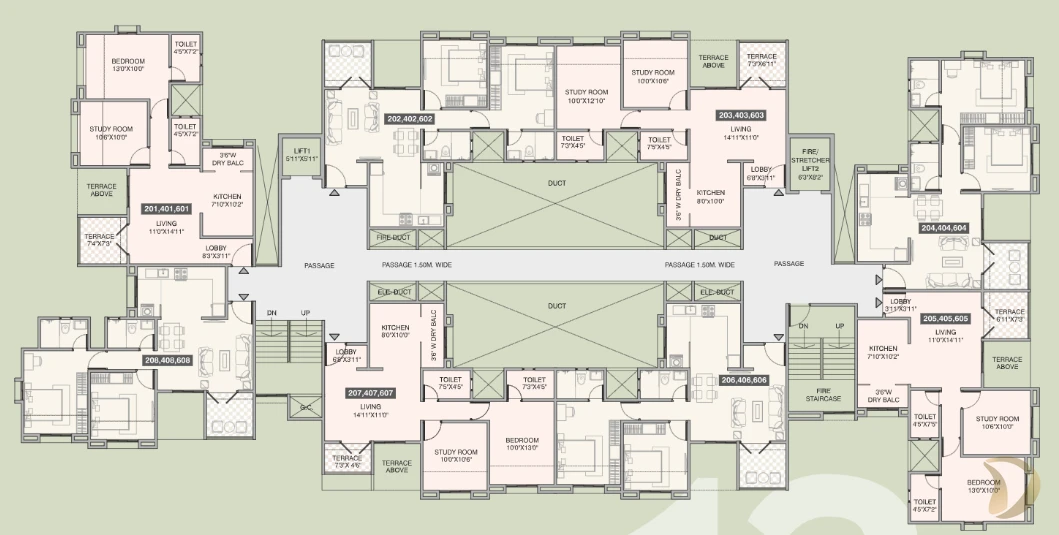 BEDROOM
13'0"X10'0"
TOILET
4'5"X7'2"
STUDY ROOM
10'6"X10'0"
TOILET
4'5"X7'2"
3'6"W
DRY BALC
TERRACE
ABOVE
KITCHEN
7'10"X10'2"
201,401,601
LIVING
11'0"X14'11"
TERRACE
7'4"X7'3"
LOBBY
8'3"X3'11"
LIFT1
5'11"X5'11"
202,402,602
STUDY ROOM
10'0"X12'10"
STUDY ROOM
10'0"X10'6"
TERRACE
ABOVE
TERRACE
7'3"X6'11"
203,403,603
LIVING
14'11"X11'0"
TOILET
7'3"X4'5"
TOILET
7'5"X4'5"
LOBBY
6'8"X3'11"
FIRE/
STRETCHER
LIFT2
6'3"X8'2"
DUCT
3'6" W DRY BALC
KITCHEN
8'0"x10'0"
204,404,604
FIRE DUCT
DUCT
PASSAGE
PASSAGE 1.50M. WIDE
PASSAGE 1.50M. WIDE
PASSAGE
ELE. DUCT
ELE. DUCT
DUCT
LOBBY
3'11"X3'11"
205,405,605
LIVING
11'0"X14'11"
TERRACE
6'11"X7'3"
KITCHEN
7'10"X10'2"
TERRACE
ABOVE
3'6"W
DRY BALC
208,408,608
DN
UP
KITCHEN
8'0"X10'0"
3'6" W DRY BALC
LOBBY
6'8"X3'11"
207,407,607
LIVING
14'11"X11'0"
TOILET
7'5"X4'5"
TOILET
7'3"X4'5"
206,406,606
DN
UP
FIRE
STAIRCASE
G.C.
TERRACE
7'3"X 4'6"
TERRACE
ABOVE
STUDY ROOM
10'0"X10'6"
BEDROOM
10'0"X13'0"
TOILET
4'5"X7'5"
STUDY ROOM
10'6"X10'0"
BEDROOM
13'0"X10'0"
TOILET
4'5"X7'2"